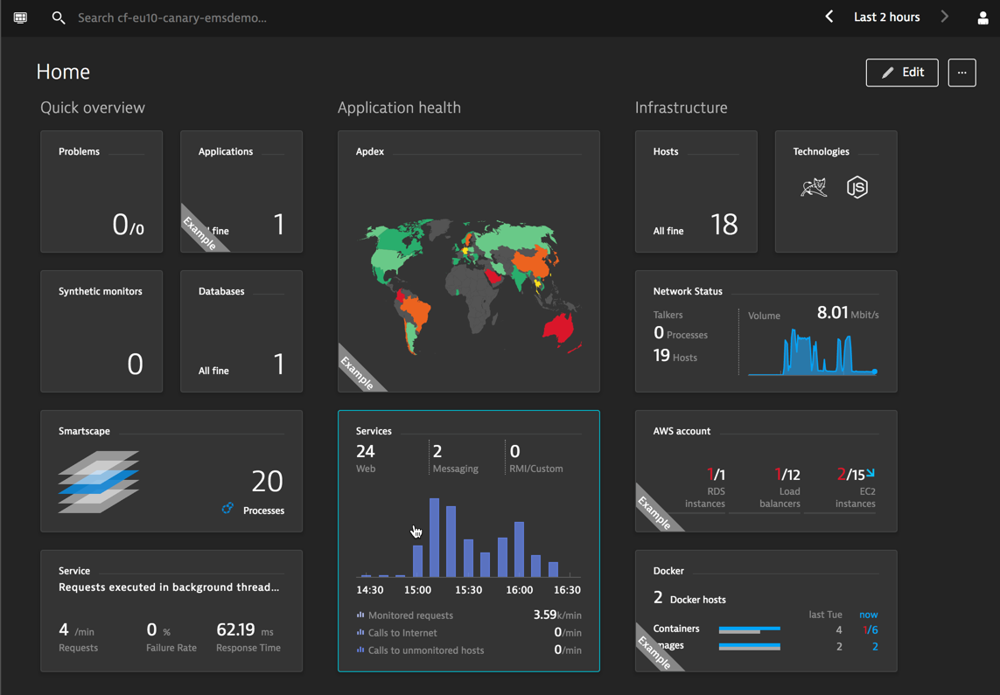 Search cf-eu10-canary-emsdemo...
Last 2 hours
Home
Edit
...
Quick overview
Application health
Infrastructure
Problems
0/0
Applications
fine
1
Example
Apdex
Example
Hosts
All fine
18
Technologies
JS
Synthetic monitors
0
Databases
All fine
1
Network Status
Talkers
0 Processes
19 Hosts
Volume
8.01 Mbit/s
Smartscape
20
Processes
Services
24
Web
2
Messaging
0
RMI/Custom
14:30 15:00 15:30 16:00 16:30
Monitored requests 3.59k/min
Calls to Internet 0/min
Calls to unmonitored hosts 0/min
AWS account
1/1
RDS
instances
1/12
Load
balancers
2/15
EC2
instances
Example
Service
Requests executed in background thread...
4 /min
Requests
0 %
Failure Rate
62.19 ms
Response Time
Docker
2 Docker hosts
last Tue now
Containers 4 1/6
mages 2 2
Example